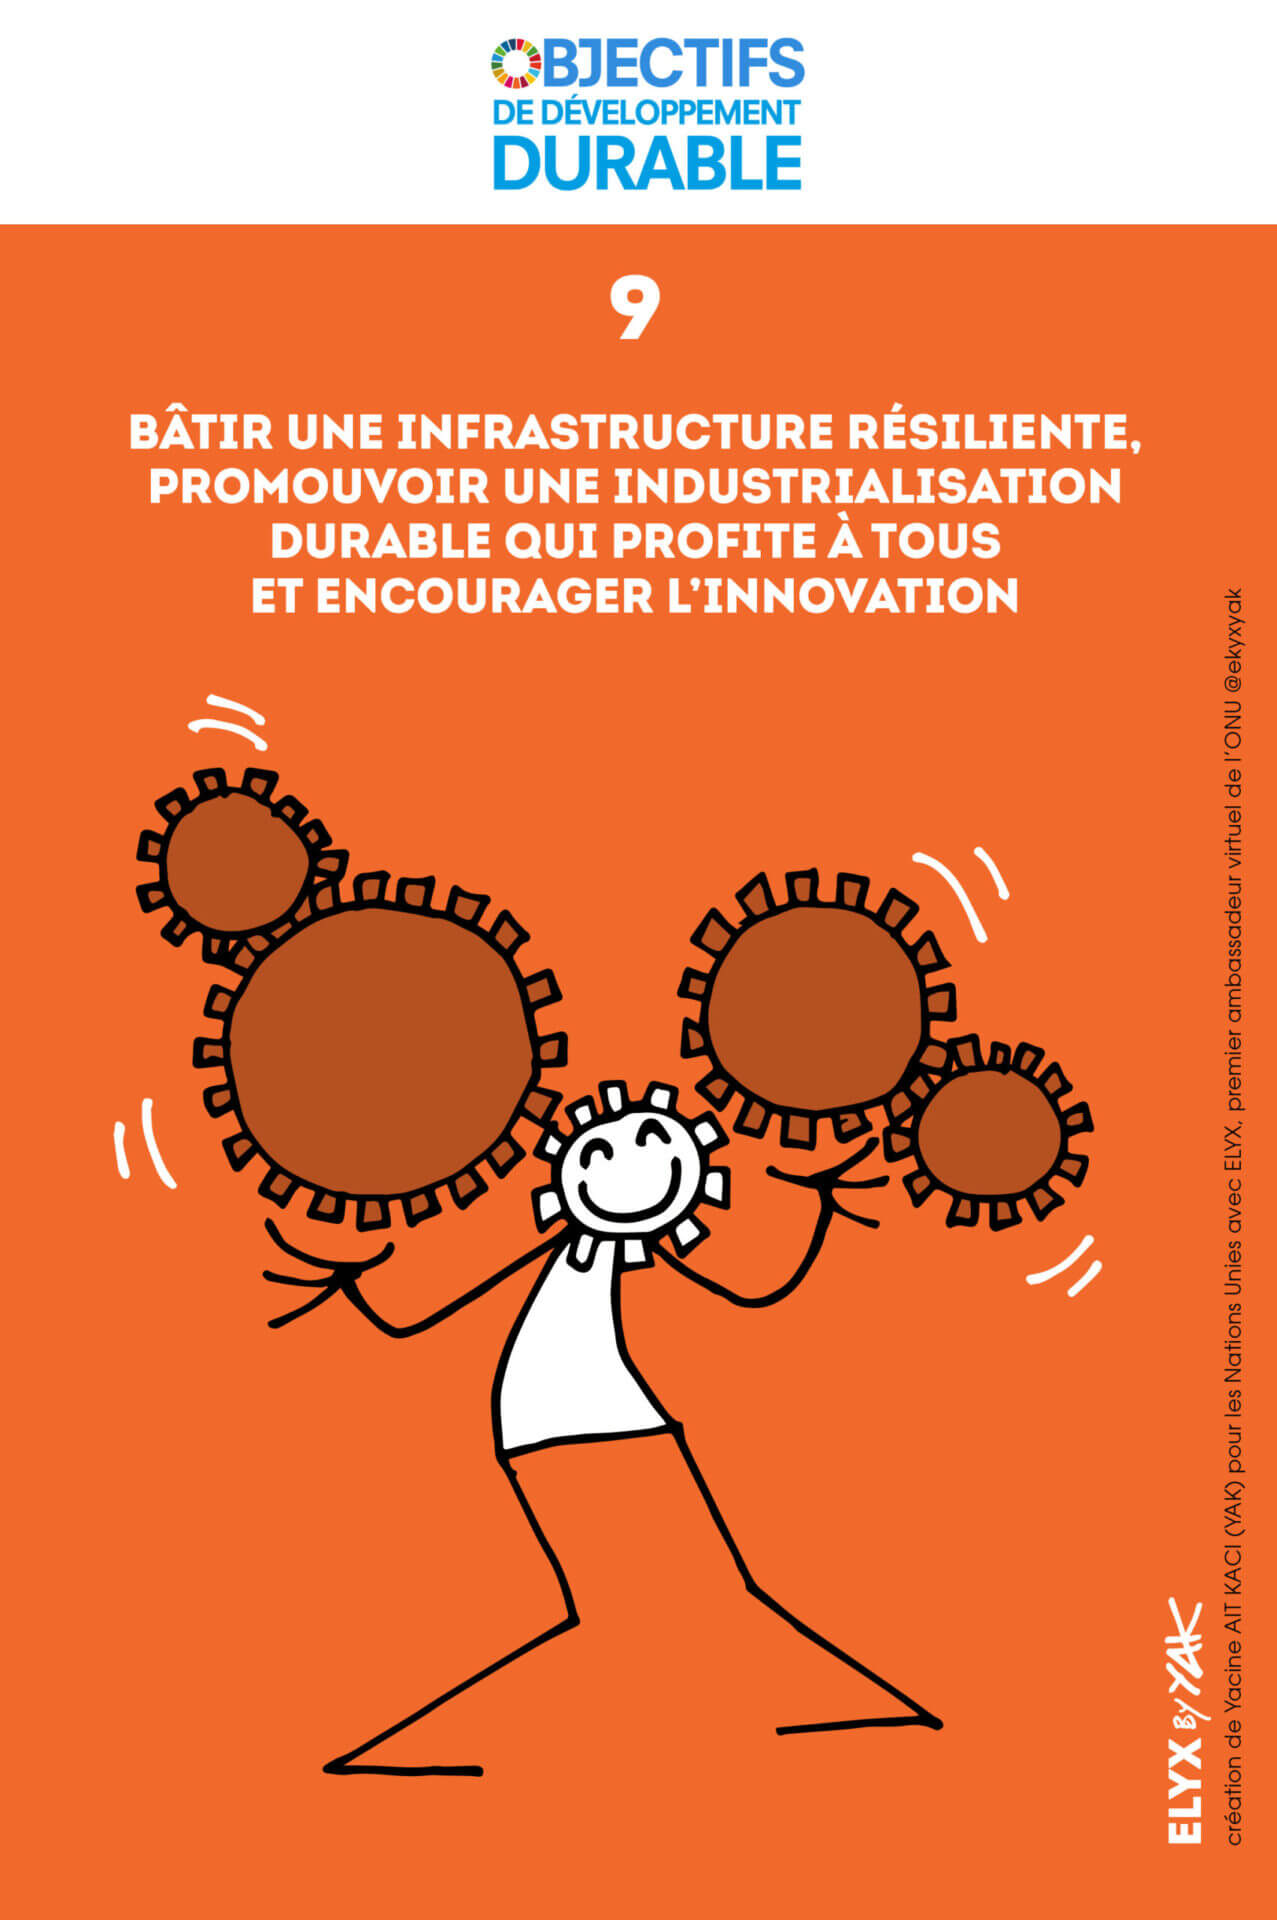 OBJECTIFS
DE DÉVELOPPEMENT
DURABLE
9
BÂTIR UNE INFRASTRUCTURE RÉSILIENTE,
PROMOUVOIR UNE INDUSTRIALISATION
DURABLE QUI PROFITE À TOUS
ET ENCOURAGER L’INNOVATION
ELYX BY YAK
création de Yacine AIT KACI (YAK) pour les Nations Unies avec ELYX, premier ambassadeur virtuel de l’ONU @ekyxyak